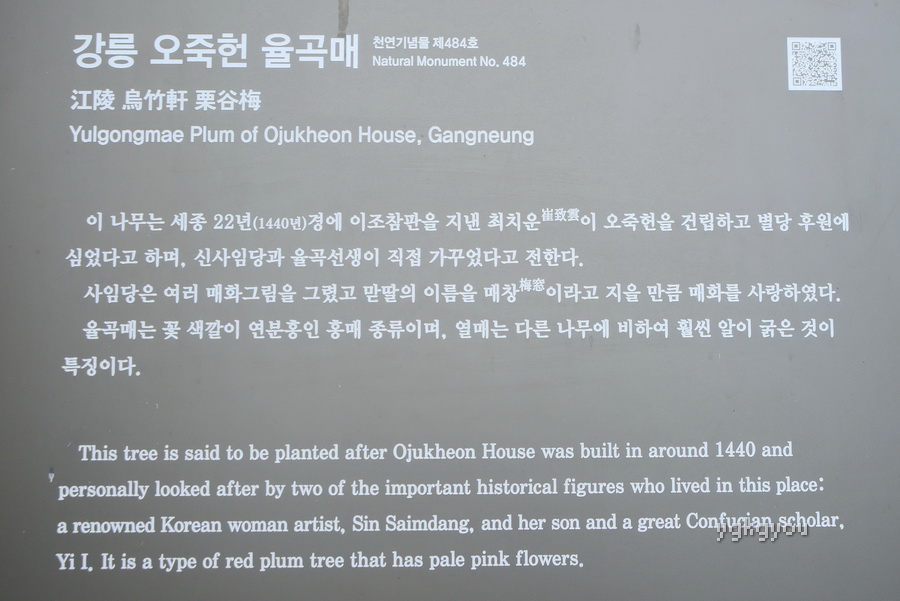 강릉 오죽헌 율곡매 천연기념물 제484호
Natural Monument No. 484
江陵 烏竹軒 栗谷梅
Yulgongmae Plum of Ojukheon House, Gangneung
이 나무는 세종 22년(1440년)경에 이조참판을 지낸 최치운崔致雲이 오죽헌을 건립하고 별당 후원에
심었다고 하며, 신사임당과 율곡선생이 직접 가꾸었다고 전한다.
사임당은 여러 매화그림을 그렸고 맏딸의 이름을 매창梅窓이라고 지을 만큼 매화를 사랑하였다.
율곡매는 꽃 색깔이 연분홍인 홍매 종류이며, 열매는 다른 나무에 비하여 훨씬 알이 굵은 것이
특징이다.
This tree is said to be planted after Ojukheon House was built in around 1440 and
personally looked after by two of the important historical figures who lived in this place:
a renowned Korean woman artist, Sin Saimdang, and her son and a great Confucian scholar,
Yi I. It is a type of red plum tree that has pale pink flowers.